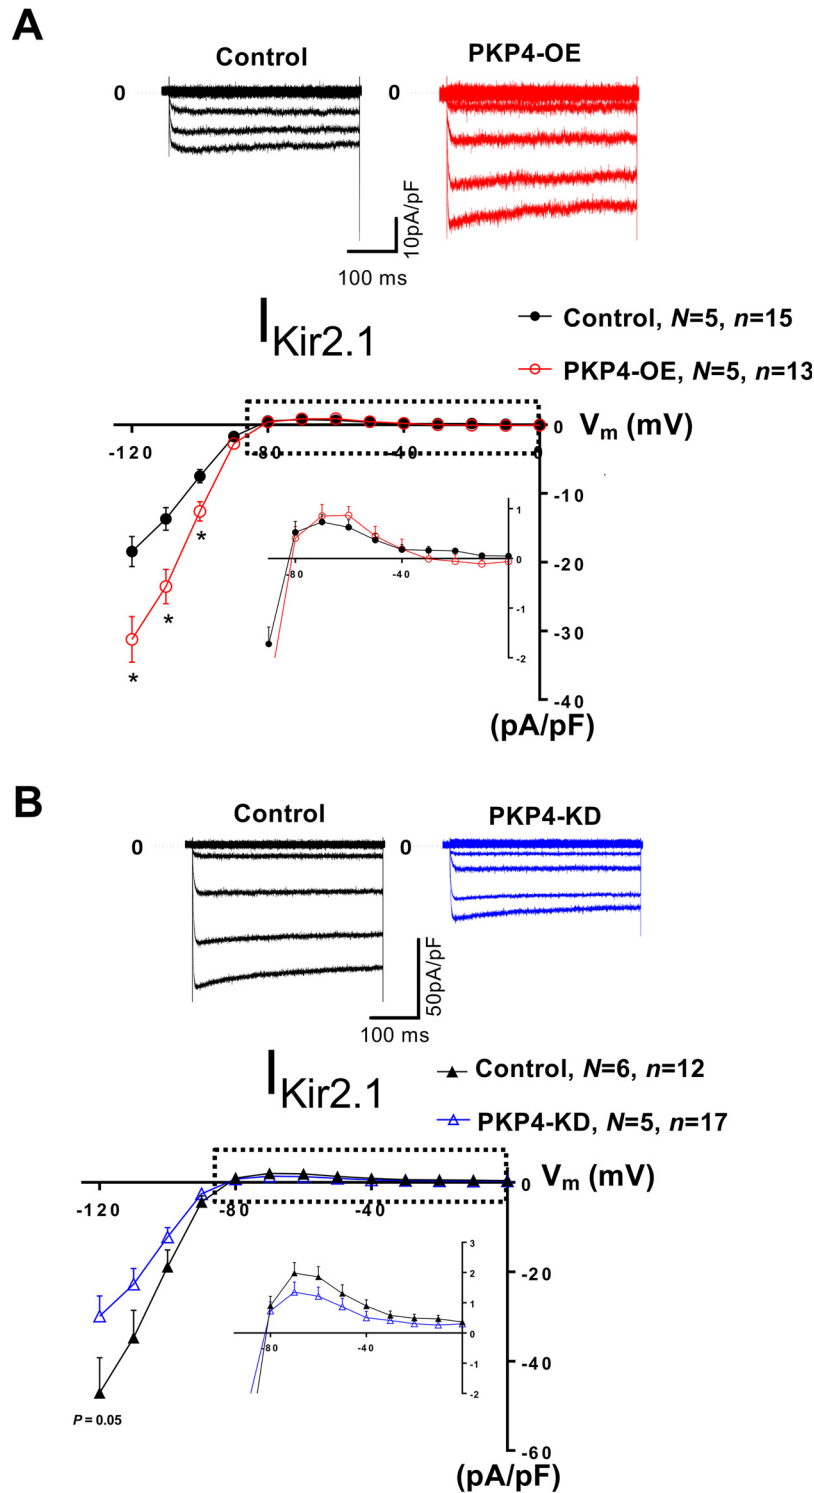 A
Control
PKP4-OE
0
0
10pA/pF
100 ms
I Kir2.1
Control, N=5, n=15
PKP4-OE, N=5, n=13
-120
-80
-40
0
0
Vm (mV)
-10
-20
-30
-40
(pA/pF)
*
*
*
-80
-40
1
0
-1
-2
B
Control
PKP4-KD
0
0
50pA/pF
100 ms
I Kir2.1
Control, N=6, n=12
PKP4-KD, N=5, n=17
-120
-80
-40
0
Vm (mV)
-20
-40
-60
(pA/pF)
P = 0.05
-80
-40
3
2
1
0
-1
-2